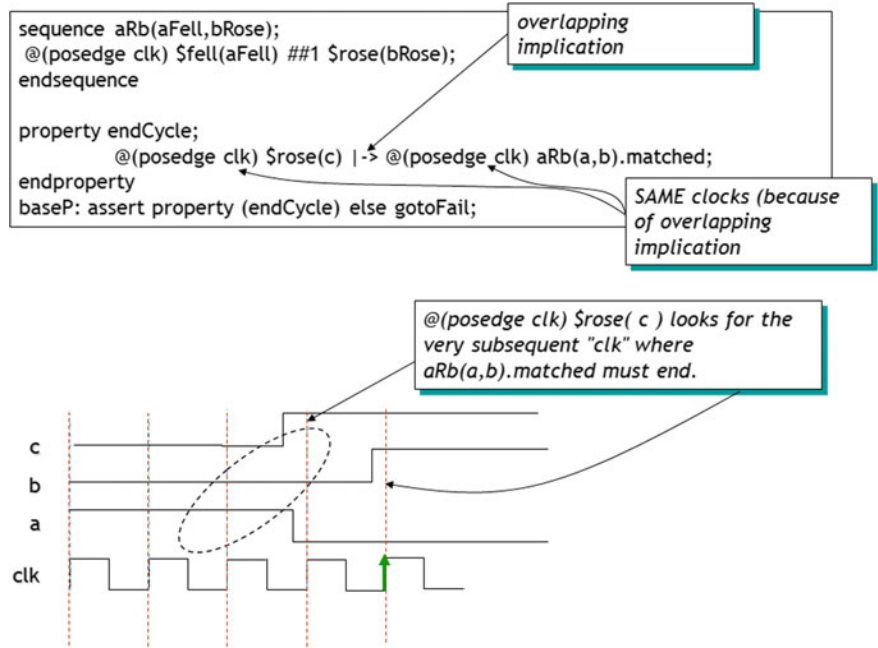 sequence aRb(aFell,bRose);
@(posedge clk) $fell(aFell) ##1 $rose(bRose);
endsequence
overlapping
implication
property endCycle;
@(posedge clk) $rose(c) |-> @(posedge clk) aRb(a,b).matched;
endproperty
baseP: assert property (endCycle) else gotoFail;
SAME clocks (because
of overlapping
implication
@(posedge clk) $rose( c ) looks for the
very subsequent "clk" where
aRb(a,b).matched must end.
c
b
a
clk